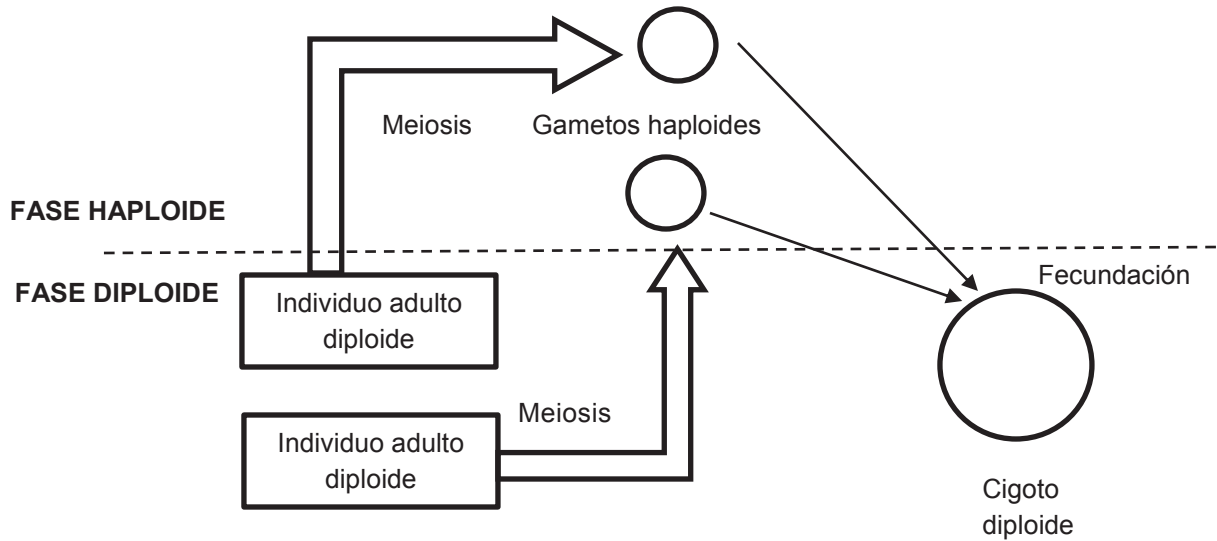 Meiosis
Gametos haploides
FASE HAPLOIDE
FASE DIPLOIDE
Individuo adulto
diploide
Fecundación
Individuo adulto
diploide
Meiosis
Cigoto
diploide